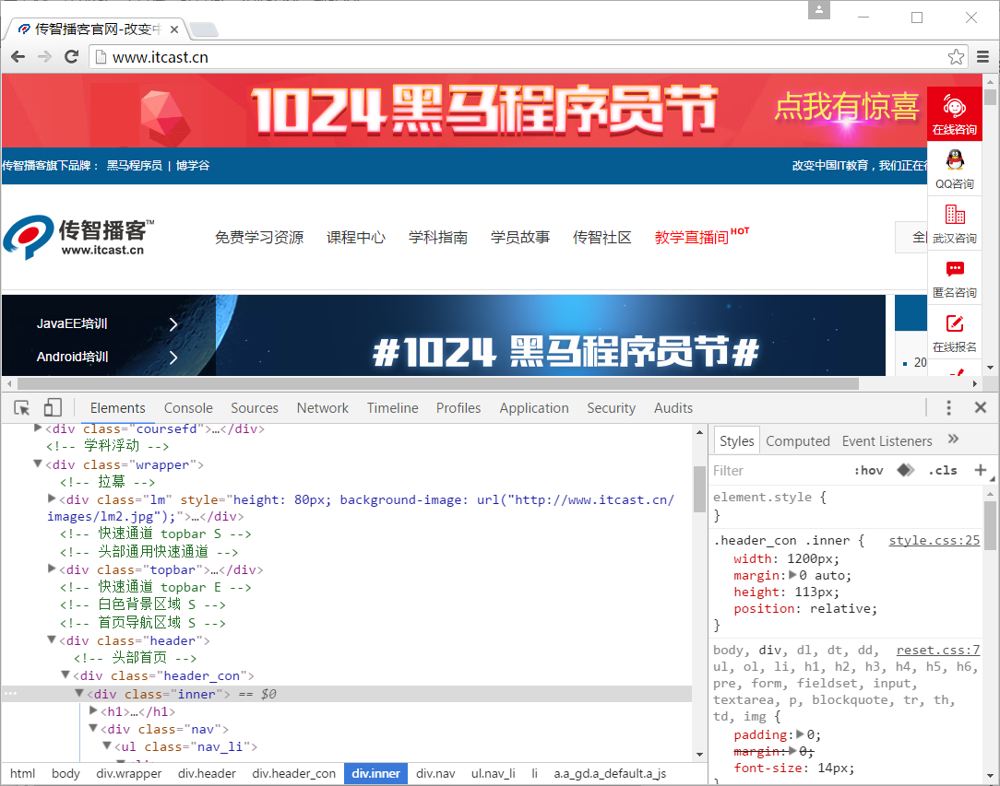 传智播客官网-改变中
www.itcast.cn
1024黑马程序员节
点我有惊喜
在线咨询
传智播客旗下品牌： 黑马程序员 | 博学谷
改变中国IT教育，我们正在行
QQ咨询
传智播客™
www.itcast.cn
免费学习资源 课程中心 学科指南 学员故事 传智社区 教学直播间 HOT
武汉咨询
匿名咨询
JavaEE培训
Android培训
#1024 黑马程序员节#
在线报名
20
Elements Console Sources Network Timeline Profiles Application Security Audits
<div class="coursefd">…</div>
<!-- 学科浮动 -->
<div class="wrapper">
<!-- 拉幕 -->
<div class="lm" style="height: 80px; background-image: url("http://www.itcast.cn/
images/lm2.jpg");">…</div>
<!-- 快速通道 topbar S -->
<!-- 头部通用快速通道 -->
<div class="topbar">…</div>
<!-- 快速通道 topbar E -->
<!-- 白色背景区域 S -->
<!-- 首页导航区域 S -->
<div class="header">
<!-- 头部首页 -->
<div class="header_con">
<div class="inner"> == $0
<h1>…</h1>
<div class="nav">
<ul class="nav_li">
html body div.wrapper div.header div.header_con div.inner div.nav ul.nav_li li a.a_gd.a_default.a_js
Styles Computed Event Listeners »
Filter :hov .cls +
element.style {
}
.header_con .inner { style.css:25
width: 1200px;
margin: 0 auto;
height: 113px;
position: relative;
}
body, div, dl, dt, dd, reset.css:7
ul, ol, li, h1, h2, h3, h4, h5, h6,
pre, form, fieldset, input,
textarea, p, blockquote, tr, th,
td, img {
padding: 0;
margin: 0;
font-size: 14px;
}